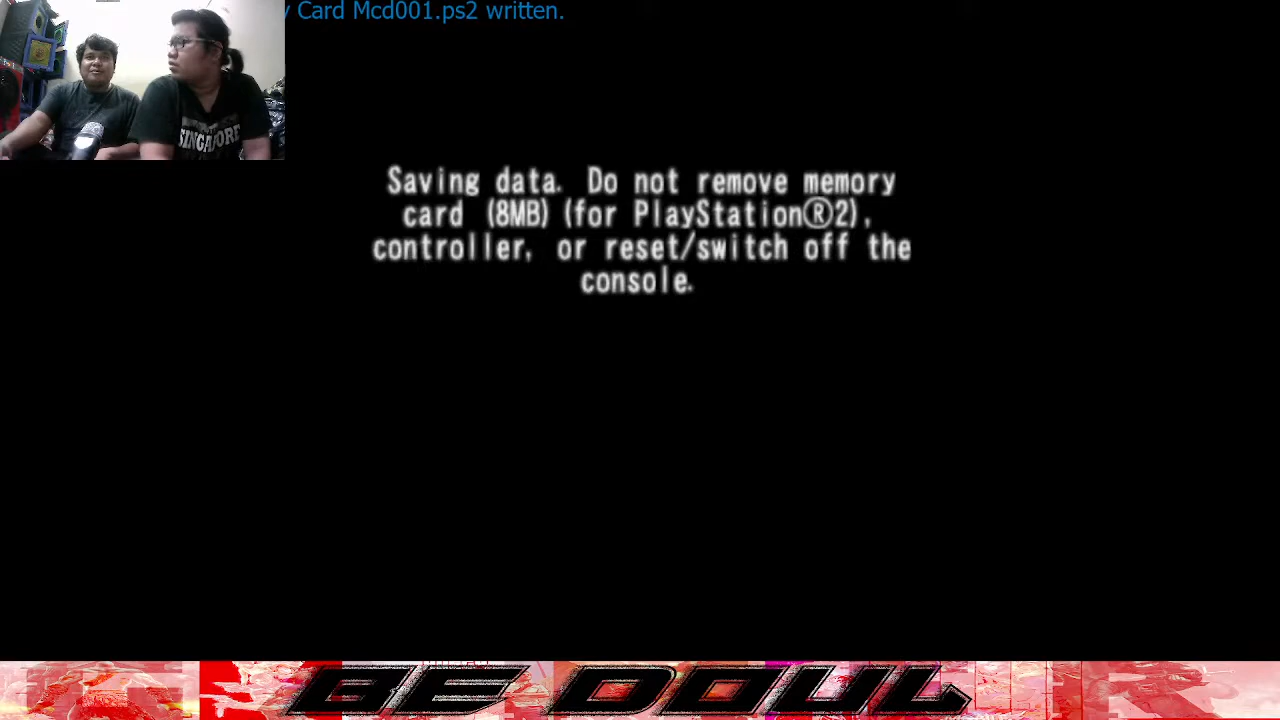 Card Mcd001.ps2 written.
SINGAPORE
Saving data. Do not remove memory
card (8MB) (for PlayStation®2),
controller, or reset/switch off the
console.
BE DOUL